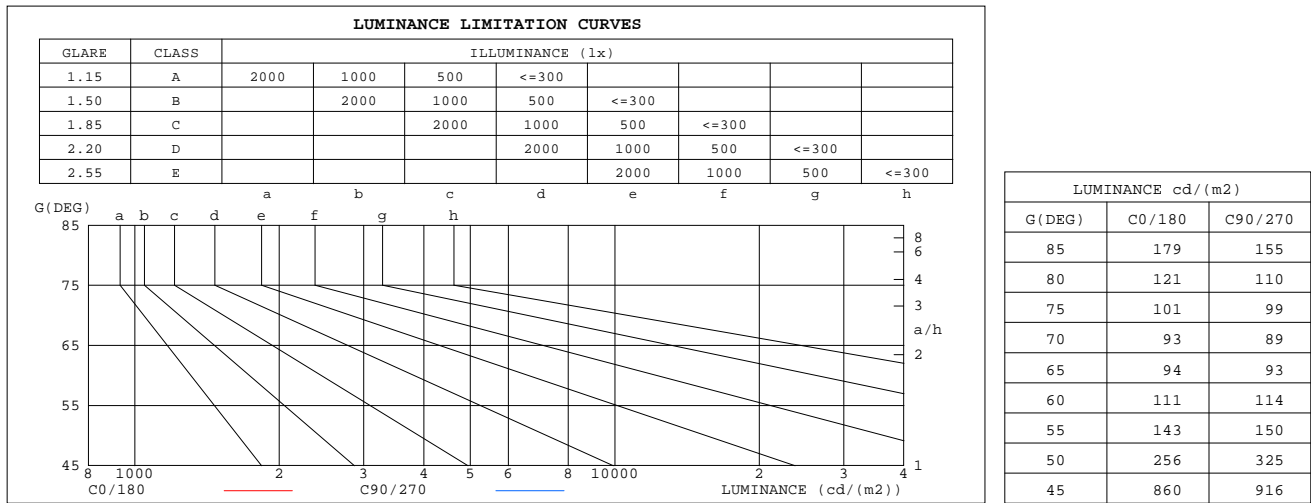 LUMINANCE LIMITATION CURVES
GLARE CLASS ILLUMINANCE (lx)
1.15 A 2000 1000 500 <=300
1.50 B 2000 1000 500 <=300
1.85 C 2000 1000 500 <=300
2.20 D 2000 1000 500 <=300
2.55 E 2000 1000 500 <=300
a b c d e f g h
G(DEG)
a b c d e f g h
85
75
65
55
45
8
6
4
3
a/h
2
1
8 1000 2 3 4 5 6 8 10000 2 3 4
C0/180 C90/270 LUMINANCE (cd/(m2))
LUMINANCE cd/(m2)
G(DEG) C0/180 C90/270
85 179 155
80 121 110
75 101 99
70 93 89
65 94 93
60 111 114
55 143 150
50 256 325
45 860 916